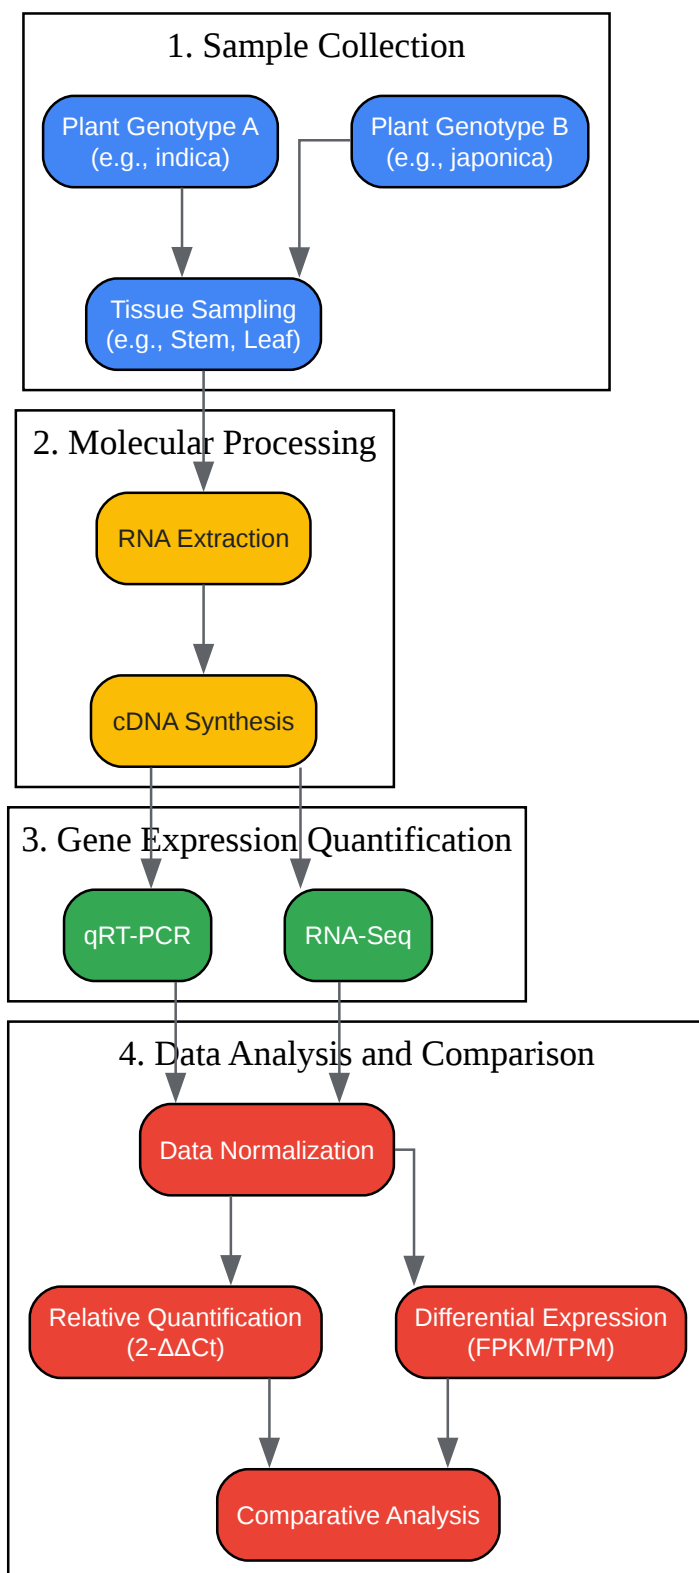 1. Sample Collection
Plant Genotype A
(e.g., indica)
Plant Genotype B
(e.g., japonica)
Tissue Sampling
(e.g., Stem, Leaf)
2. Molecular Processing
RNA Extraction
cDNA Synthesis
3. Gene Expression Quantification
qRT-PCR
RNA-Seq
4. Data Analysis and Comparison
Data Normalization
Relative Quantification
(2-ΔΔCt)
Differential Expression
(FPKM/TPM)
Comparative Analysis